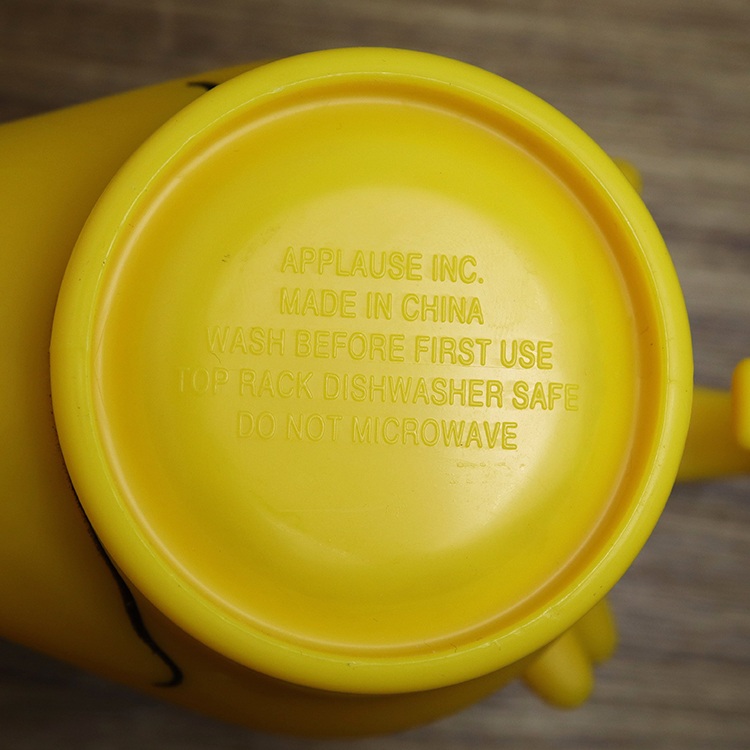 APPLAUSE INC.
MADE IN CHINA
WASH BEFORE FIRST USE
TOP RACK DISHWASHER SAFE
DO NOT MICROWAVE